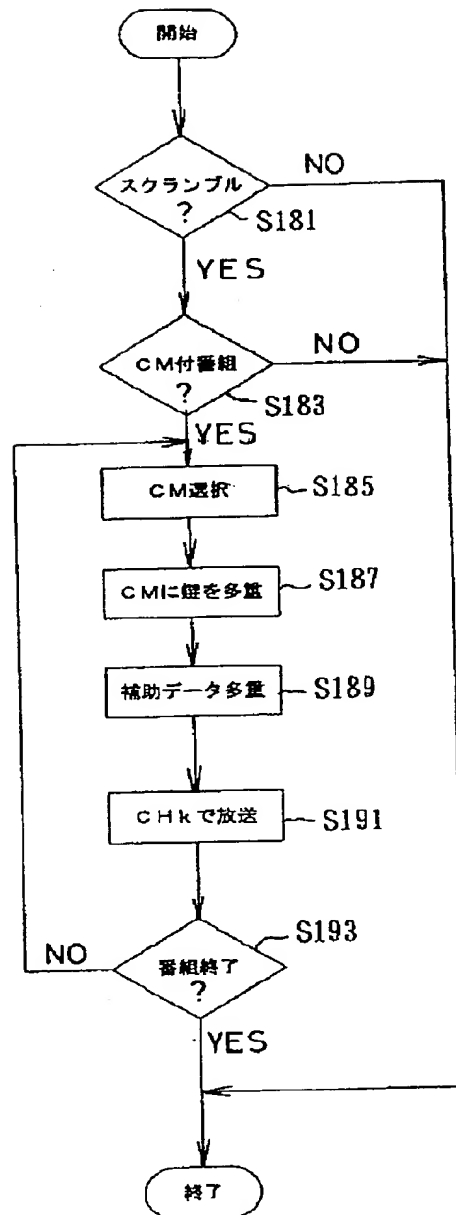 開始
スクランブル
?
NO
S181
YES
CM付番組
?
NO
S183
YES
CM選択
S185
CMに鍵を多重
S187
補助データ多重
S189
CHkで放送
S191
番組終了
?
S193
NO
YES
終了